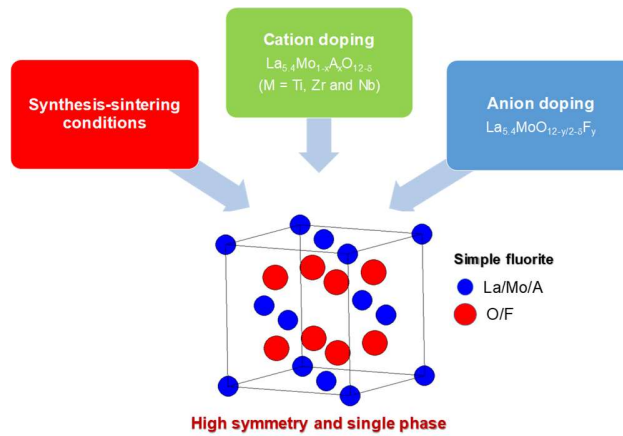 Cation doping
La₅.₄Mo₁₋ₓAₓO₁₂₋δ
(M = Ti, Zr and Nb)
Synthesis-sintering
conditions
Anion doping
La₅.₄MoO₁₂₋y/₂₋δFy
Simple fluorite
La/Mo/A
O/F
High symmetry and single phase